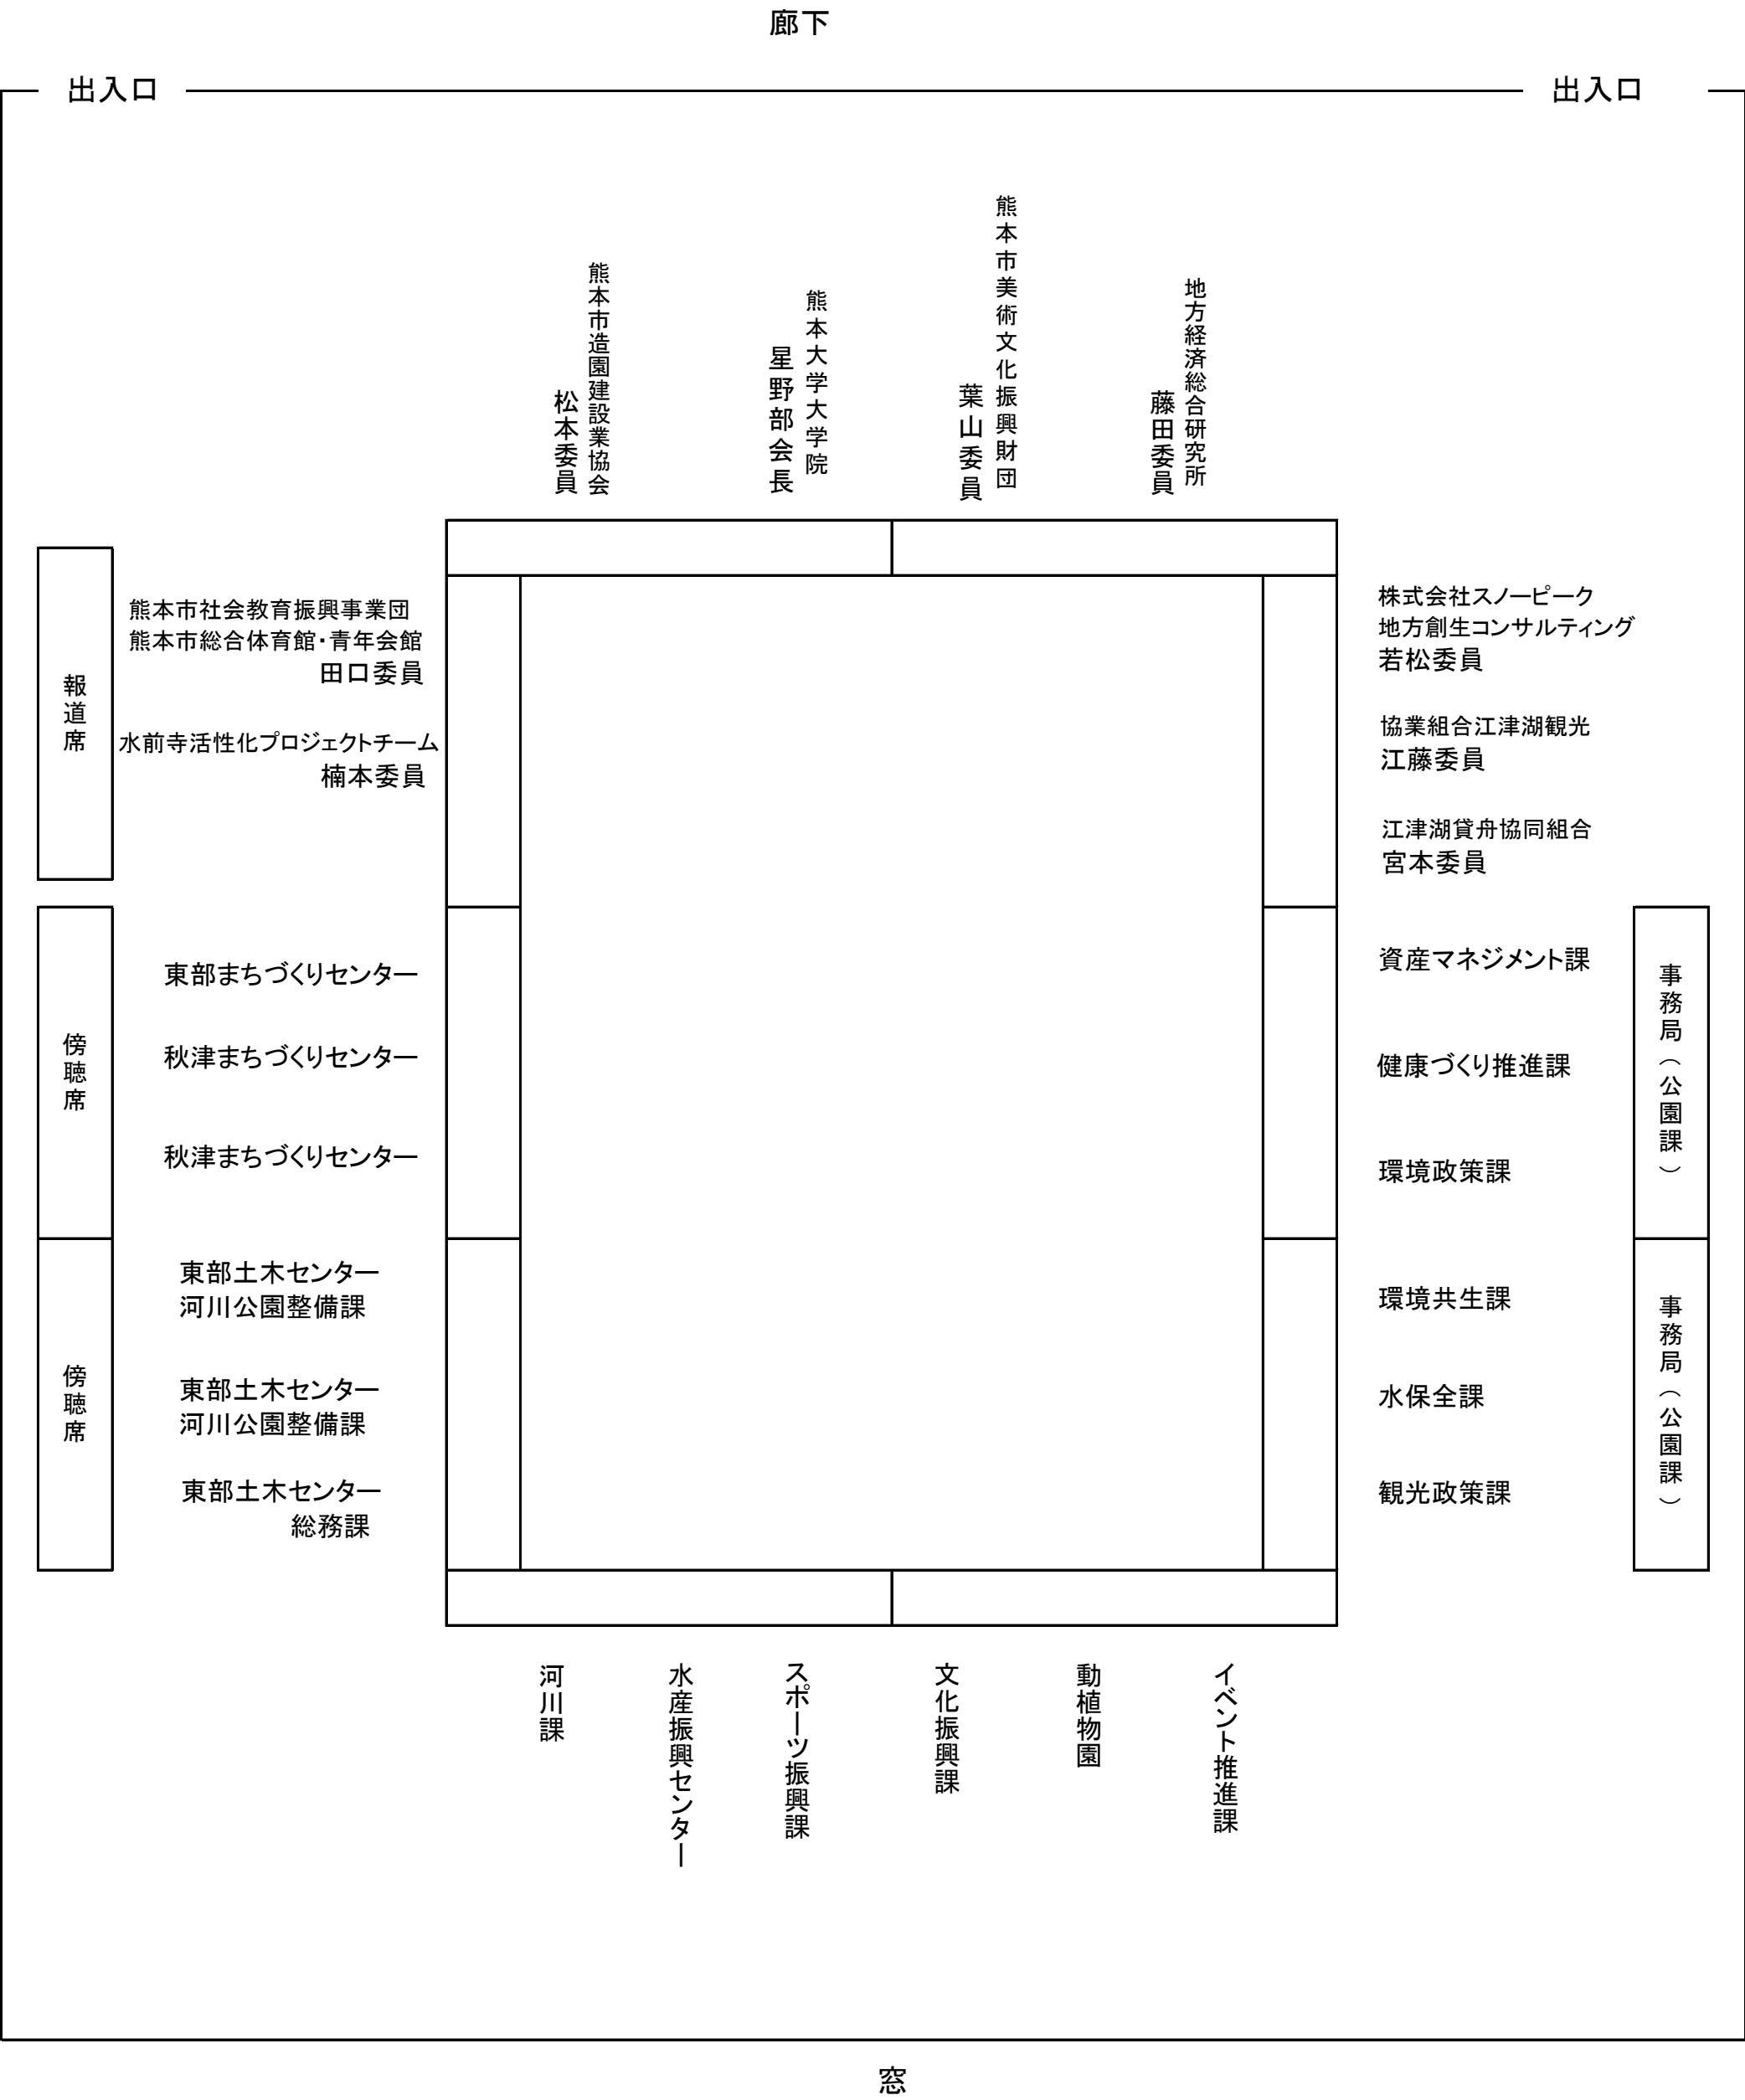 廊下
出入口
出入口
熊本市造園建設業協会
松本委員
熊本大学大学院
星野部会長
熊本市美術文化振興財団
葉山委員
地方経済総合研究所
藤田委員
報道席
熊本市社会教育振興事業団
熊本市総合体育館・青年会館
田口委員
水前寺活性化プロジェクトチーム
楠本委員
株式会社スノーピーク
地方創生コンサルティング
若松委員
協業組合江津湖観光
江藤委員
江津湖貸舟協同組合
宮本委員
傍聴席
東部まちづくりセンター
秋津まちづくりセンター
秋津まちづくりセンター
資産マネジメント課
健康づくり推進課
環境政策課
事務局（公園課）
傍聴席
東部土木センター
河川公園整備課
東部土木センター
河川公園整備課
東部土木センター
総務課
環境共生課
水保全課
観光政策課
事務局（公園課）
河川課
水産振興センター
スポーツ振興課
文化振興課
動植物園
イベント推進課
窓